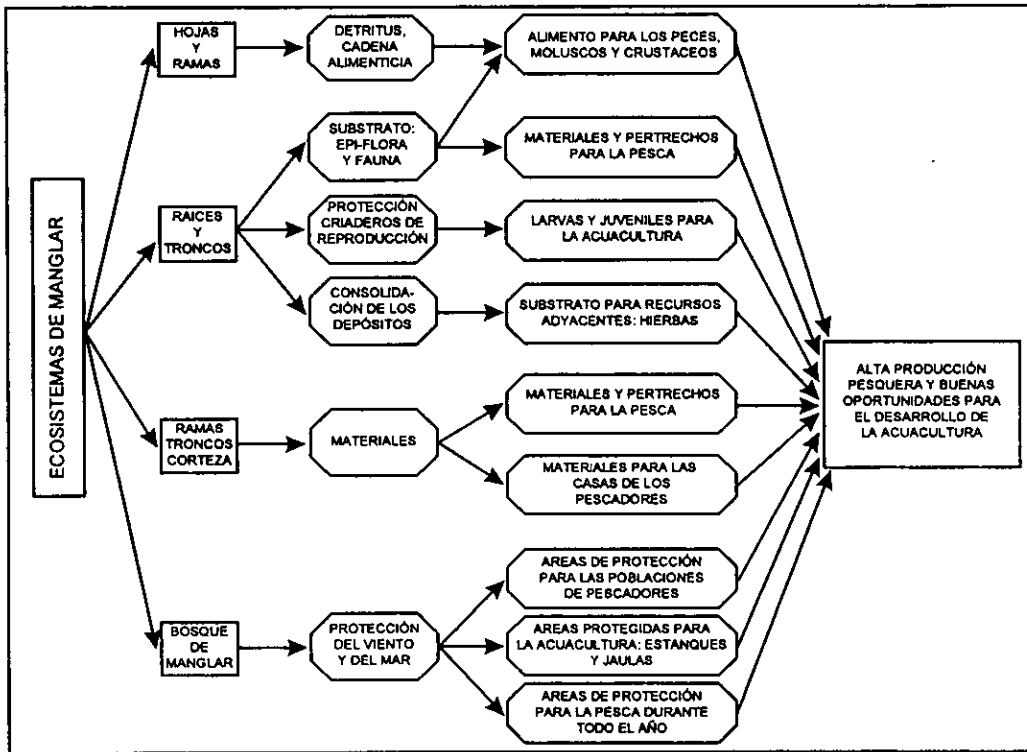 ECOSISTEMAS DE MANGLAR
HOJAS
Y
RAMAS
RAICES
Y
TRONCOS
RAMAS
TRONCOS
CORTEZA
BOSQUE
DE
MANGLAR
DETRITUS,
CADENA
ALIMENTICIA
SUBSTRATO:
EPI-FLORA
Y FAUNA
PROTECCIÓN
CRIADEROS DE
REPRODUCCIÓN
CONSOLIDA-
CIÓN DE LOS
DEPÓSITOS
MATERIALES
PROTECCIÓN
DEL VIENTO
Y DEL MAR
ALIMENTO PARA LOS PECES,
MOLUSCOS Y CRUSTACEOS
MATERIALES Y PERTRECHOS
PARA LA PESCA
LARVAS Y JUVENILES PARA
LA ACUACULTURA
SUBSTRATO PARA RECURSOS
ADYACENTES: HIERBAS
MATERIALES Y PERTRECHOS
PARA LA PESCA
MATERIALES PARA LAS
CASAS DE LOS
PESCADORES
AREAS DE PROTECCIÓN
PARA LAS POBLACIONES
DE PESCADORES
AREAS PROTEGIDAS PARA
LA ACUACULTURA: ESTANQUES
Y JAULAS
AREAS DE PROTECCIÓN
PARA LA PESCA DURANTE
TODO EL AÑO
ALTA PRODUCCIÓN
PESQUERA Y BUENAS
OPORTUNIDADES PARA
EL DESARROLLO DE
LA ACUACULTURA